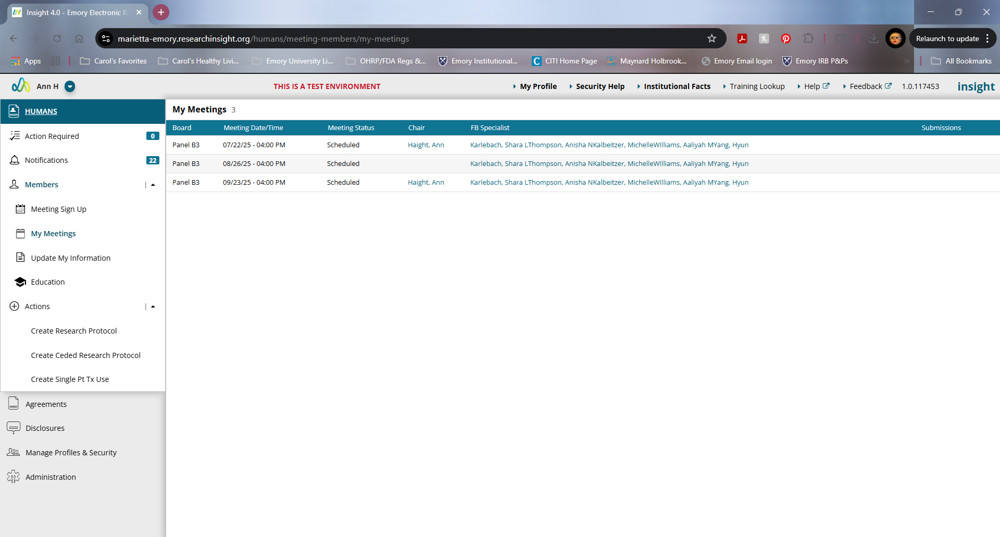 Insight 4.0 - Emory Electronic R
marietta-emory.researchinsight.org/humans/meeting-members/my-meetings
Relaunch to update
Apps
Carol's Favorites
Carol's Healthy Livi...
Emory University Li...
OHRP/FDA Regs &...
Emory Institutional...
CITI Home Page
Maynard Holbrook...
Emory Email login
Emory IRB P&Ps
All Bookmarks
Ann H
THIS IS A TEST ENVIRONMENT
My Profile
Security Help
Institutional Facts
Training Lookup
Help
Feedback
1.0.117453
insight
HUMANS
Action Required 0
Notifications 22
Members
Meeting Sign Up
My Meetings
Update My Information
Education
Actions
Create Research Protocol
Create Ceded Research Protocol
Create Single Pt Tx Use
Agreements
Disclosures
Manage Profiles & Security
Administration
My Meetings 3
Board Meeting Date/Time Meeting Status Chair FB Specialist Submissions
Panel B3 07/22/25 - 04:00 PM Scheduled Haight, Ann Karlebach, Shara LThompson, Anisha NKalbeitzer, MichelleWIlliams, Aaliyah MYang, Hyun
Panel B3 08/26/25 - 04:00 PM Scheduled Karlebach, Shara LThompson, Anisha NKalbeitzer, MichelleWIlliams, Aaliyah MYang, Hyun
Panel B3 09/23/25 - 04:00 PM Scheduled Haight, Ann Karlebach, Shara LThompson, Anisha NKalbeitzer, MichelleWIlliams, Aaliyah MYang, Hyun